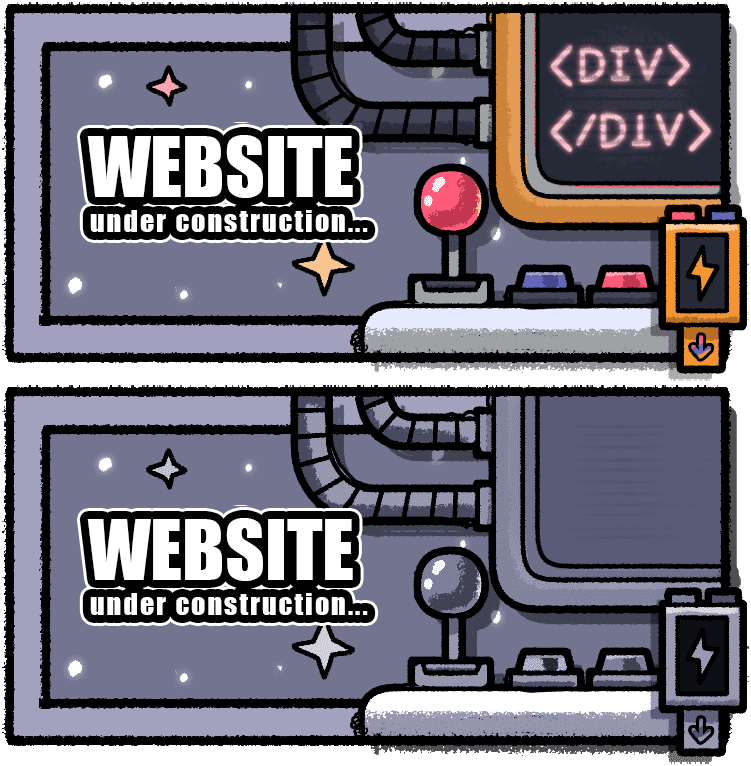 WEBSITE
under construction...
<DIV>
</DIV>
WEBSITE
under construction...